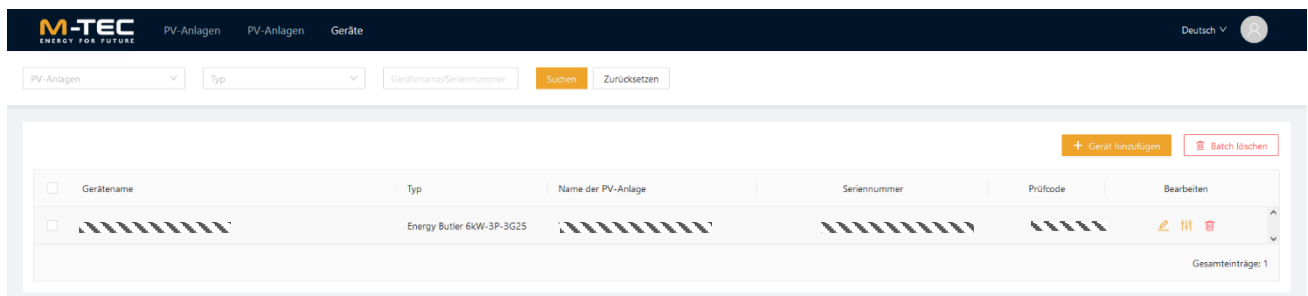 M-TEC
ENERGY FOR FUTURE
PV-Anlagen PV-Anlagen Geräte Deutsch
PV-Anlagen Typ Gerätename/Seriennummer Suchen Zurücksetzen
+ Gerät hinzufügen Batch löschen
Gerätename Typ Name der PV-Anlage Seriennummer Prüfcode Bearbeiten
Energy Butler 6kW-3P-3G25
Gesamteinträge: 1